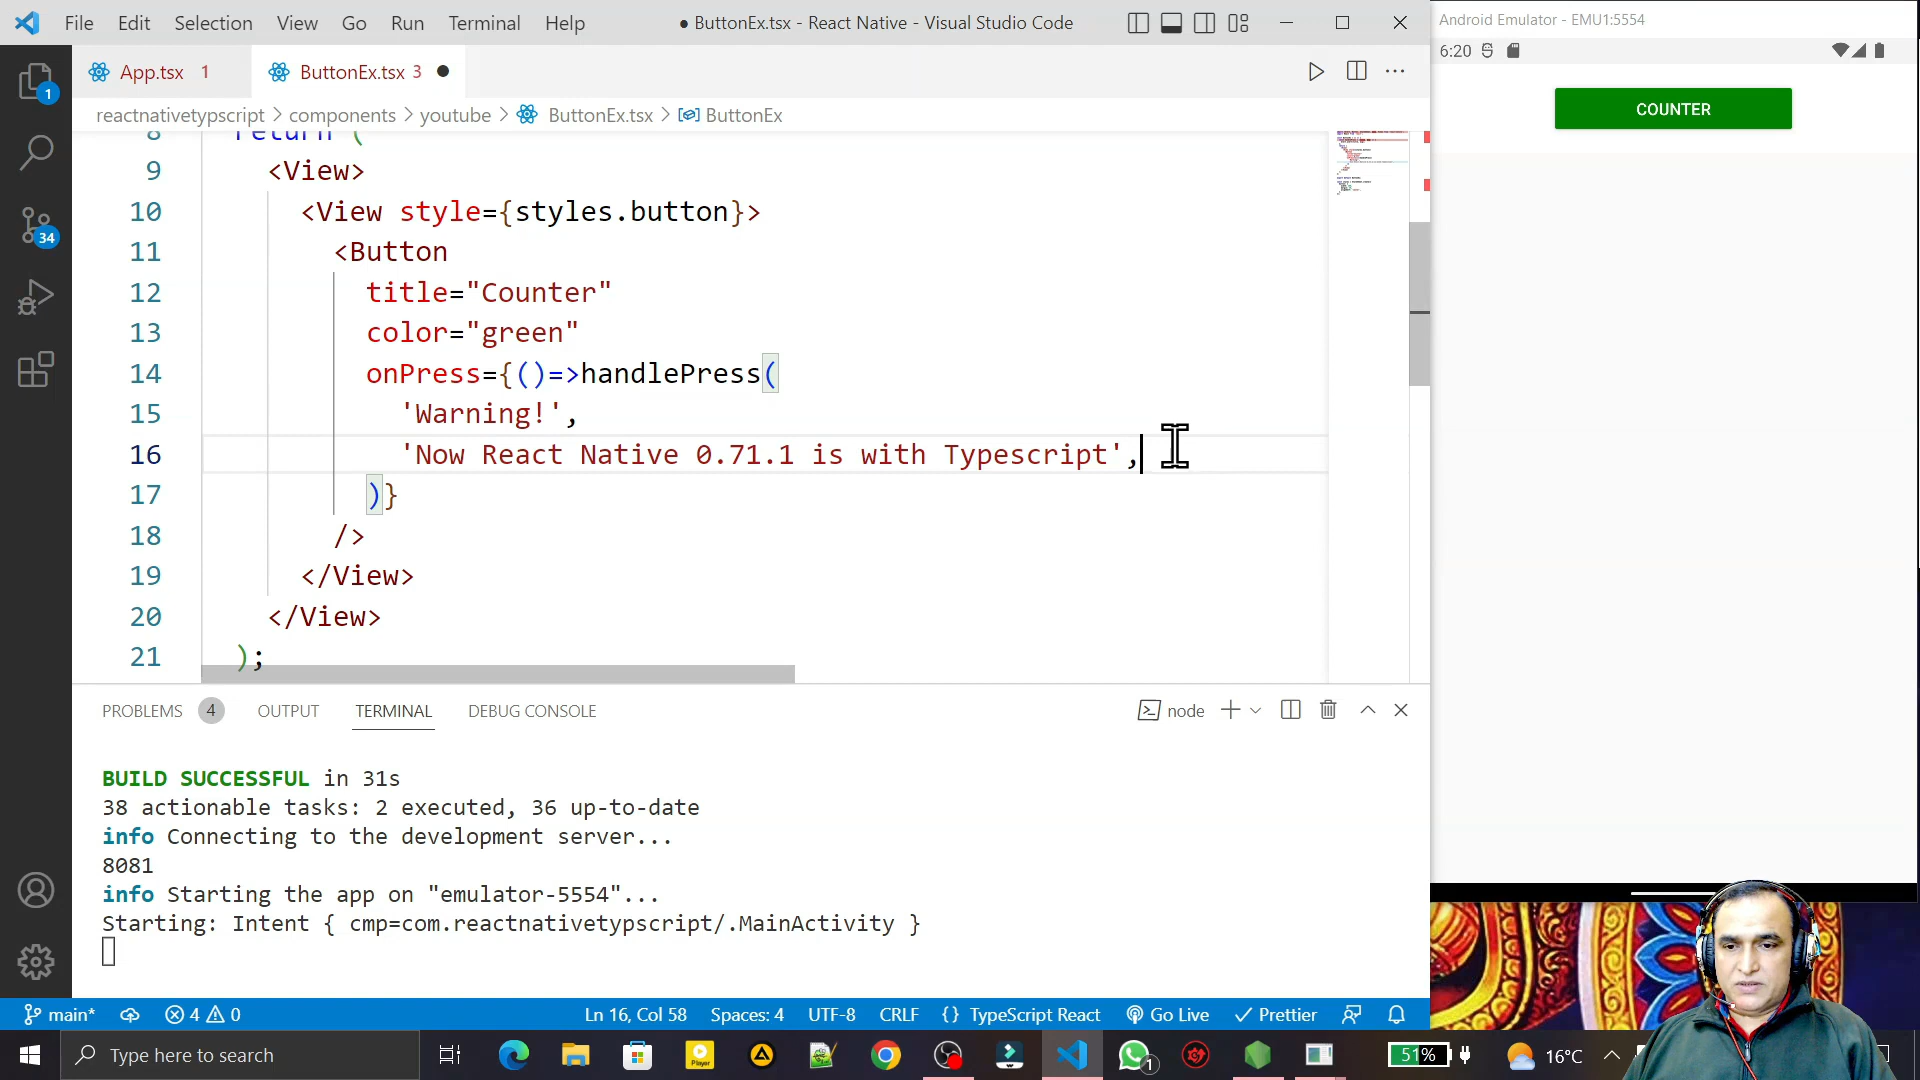 File Edit Selection View Go Run Terminal Help
● ButtonEx.tsx - React Native - Visual Studio Code
Android Emulator - EMU1:5554
6:20
COUNTER
1
34
App.tsx 1
ButtonEx.tsx 3 ●
reactnativetypscript > components > youtube > ButtonEx.tsx > ButtonEx
8 return (
9 <View>
10 <View style={styles.button}>
11 <Button
12 title="Counter"
13 color="green"
14 onPress={()=>handlePress(
15 'Warning!',
16 'Now React Native 0.71.1 is with Typescript',
17 )}
18 />
19 </View>
20 </View>
21 );
PROBLEMS 4 OUTPUT TERMINAL DEBUG CONSOLE
node
BUILD SUCCESSFUL in 31s
38 actionable tasks: 2 executed, 36 up-to-date
info Connecting to the development server...
8081
info Starting the app on "emulator-5554"...
Starting: Intent { cmp=com.reactnativetypscript/.MainActivity }
main* 4 0 Ln 16, Col 58 Spaces: 4 UTF-8 CRLF {} TypeScript React Go Live Prettier
Type here to search
Player
1
51%
16°C